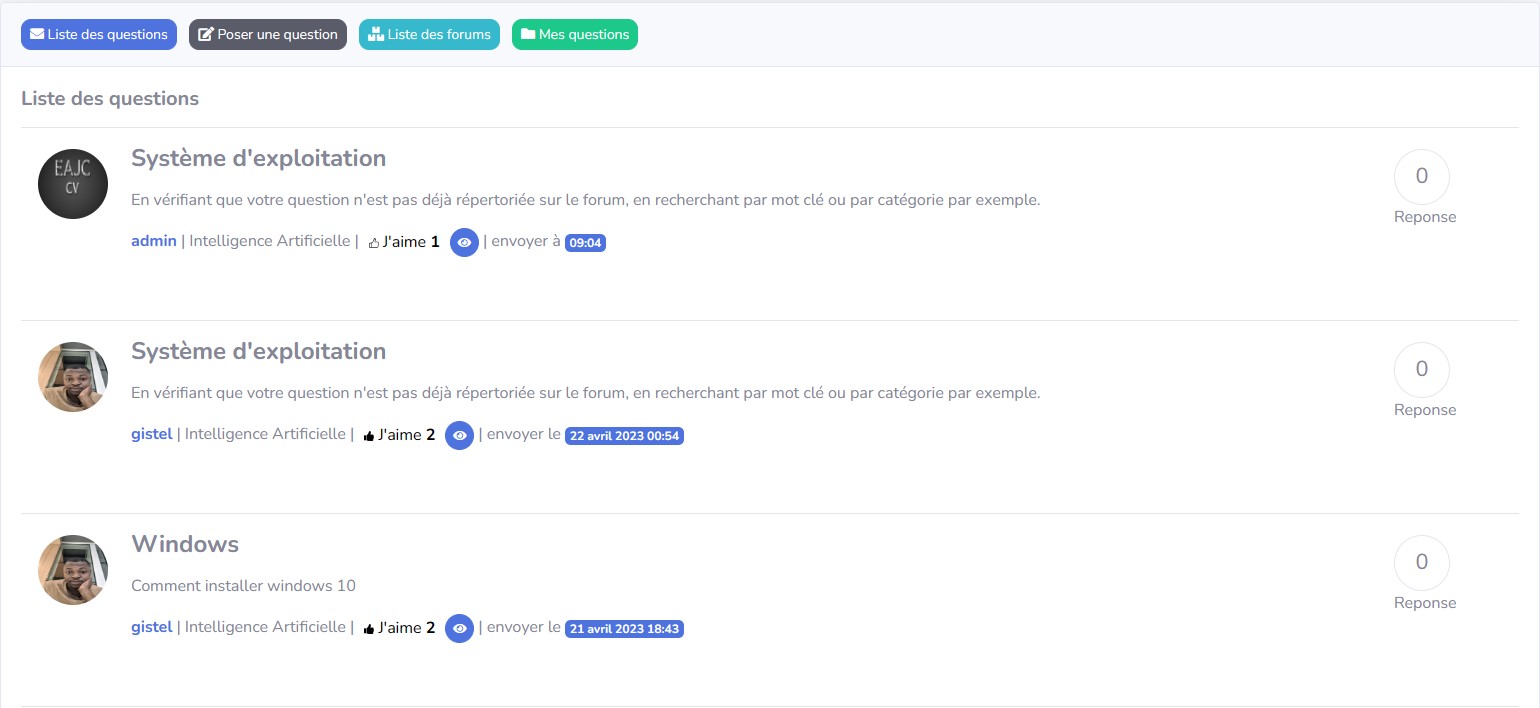 Liste des questions Poser une question Liste des forums Mes questions
Liste des questions
EAJC
CV
Système d'exploitation
En vérifiant que votre question n'est pas déjà répertoriée sur le forum, en recherchant par mot clé ou par catégorie par exemple.
admin | Intelligence Artificielle | J'aime 1 | envoyer à 09:04
0
Reponse
Système d'exploitation
En vérifiant que votre question n'est pas déjà répertoriée sur le forum, en recherchant par mot clé ou par catégorie par exemple.
gistel | Intelligence Artificielle | J'aime 2 | envoyer le 22 avril 2023 00:54
0
Reponse
Windows
Comment installer windows 10
gistel | Intelligence Artificielle | J'aime 2 | envoyer le 21 avril 2023 18:43
0
Reponse